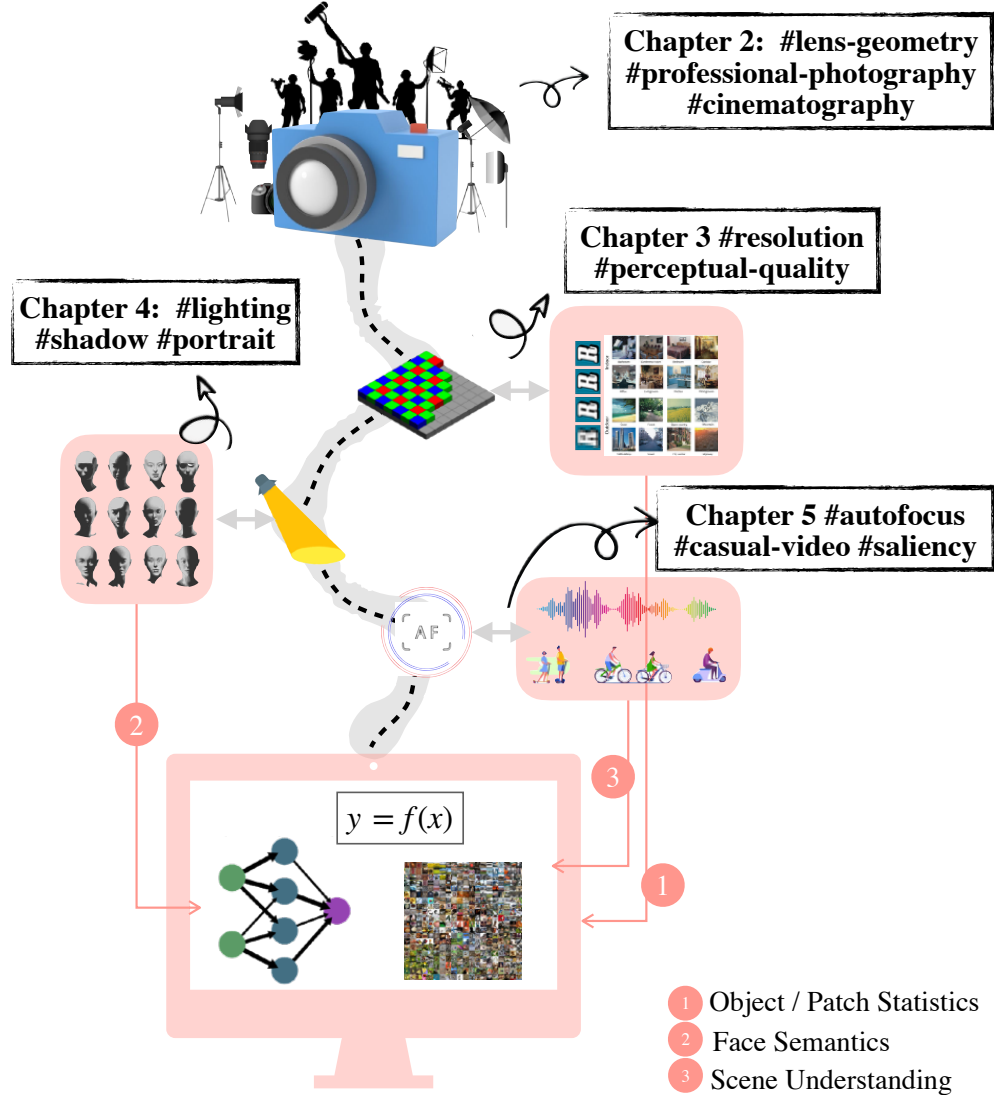 Chapter 2:  #lens-geometry
#professional-photography
#cinematography
Chapter 3 #resolution
#perceptual-quality
Chapter 4:  #lighting
#shadow #portrait
R
R
R
R
Chapter 5 #autofocus
#casual-video #saliency
AF
2
3
y = f(x)
1
1 Object / Patch Statistics
2 Face Semantics
3 Scene Understanding